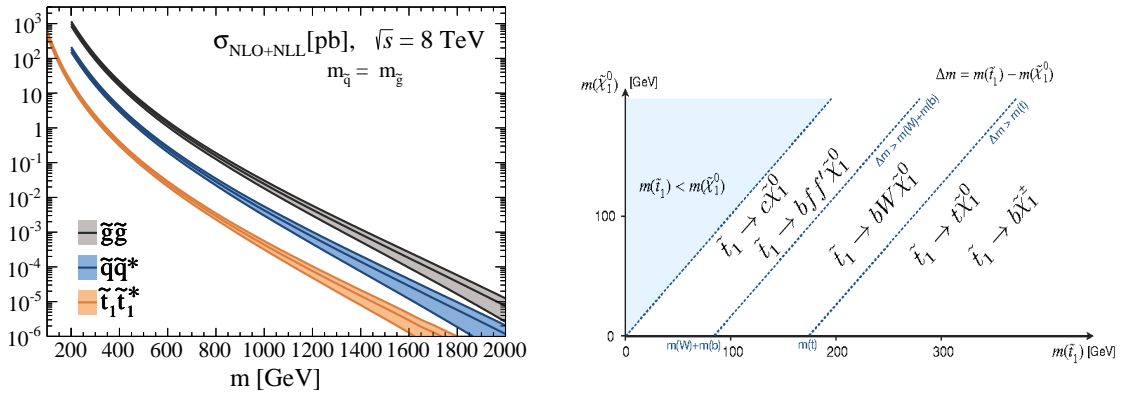 σ_NLO+NLL[pb], √s = 8 TeV
m_q̃ = m_g̃
10^3
10^2
10
1
10^-1
10^-2
10^-3
10^-4
10^-5
10^-6
g̃g̃
q̃q̃*
t̃₁t̃₁*
200 400 600 800 1000 1200 1400 1600 1800 2000
m [GeV]
m(χ̃₁⁰) [GeV]
Δm = m(t̃₁) − m(χ̃₁⁰)
Δm > m(W)+m(b)
Δm > m(t)
m(t̃₁) < m(χ̃₁⁰)
t̃₁ → cχ̃₁⁰
t̃₁ → bff′χ̃₁⁰
t̃₁ → bWχ̃₁⁰
t̃₁ → tχ̃₁⁰
t̃₁ → bχ̃₁^±
100
0
m(W)+m(b)
m(t)
0 100 200 300
m(t̃₁) [GeV]